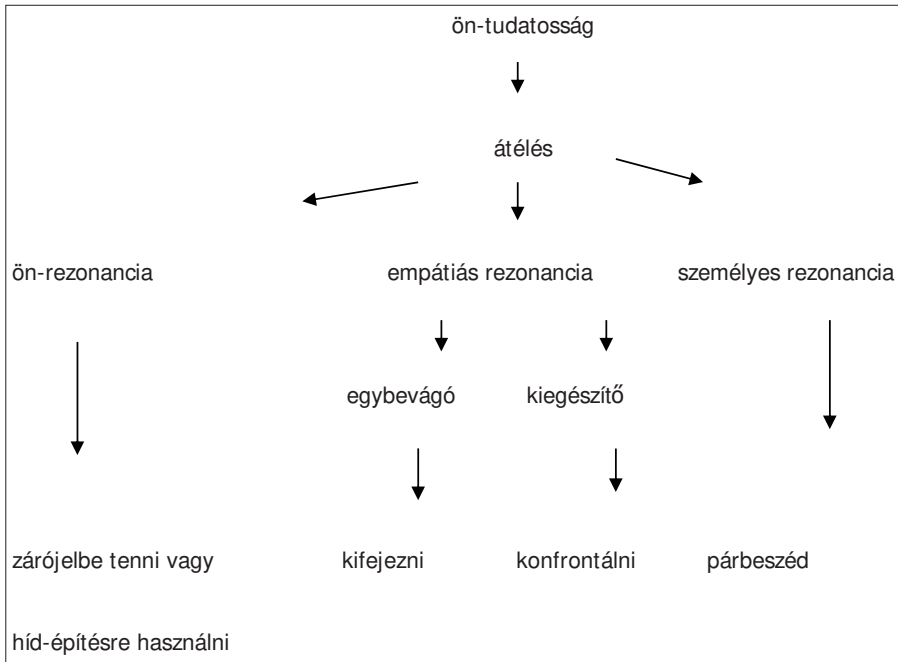 ön-tudatosság
átélés
ön-rezonancia empátiás rezonancia személyes rezonancia
egybevágó kiegészítő
zárójelbe tenni vagy kifejezni konfrontálni párbeszéd
híd-építésre használni